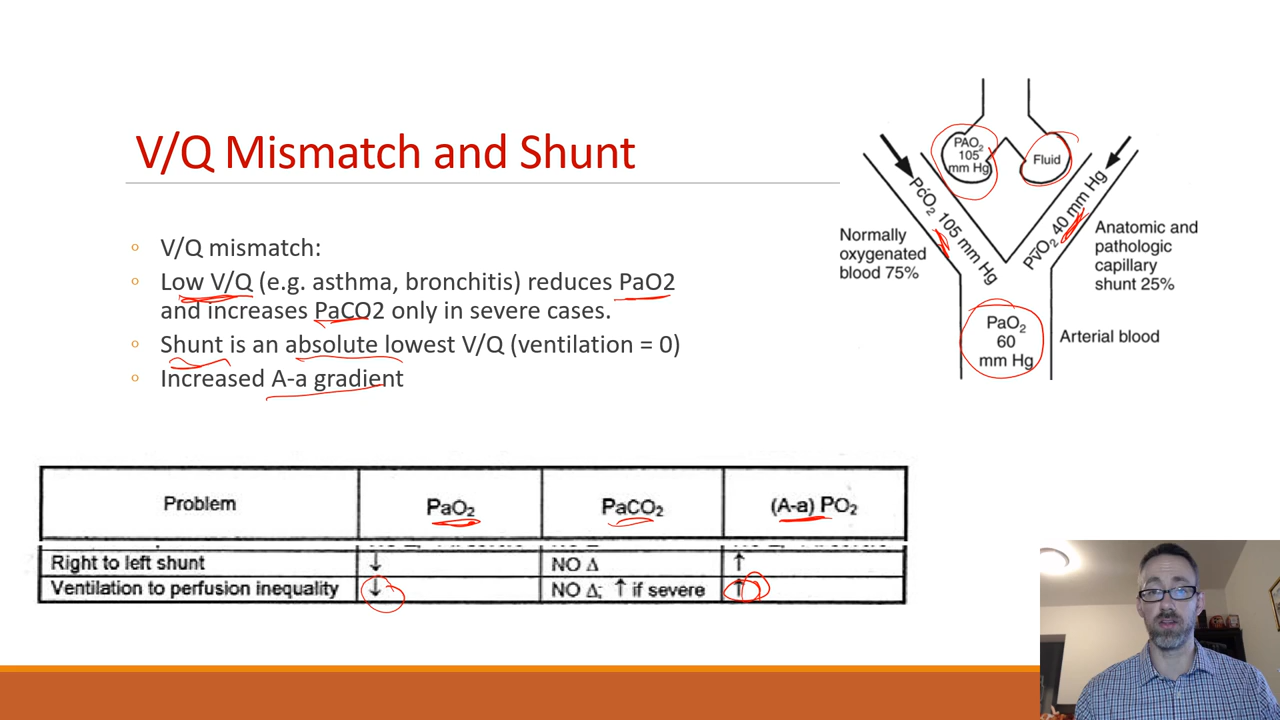 V/Q Mismatch and Shunt
V/Q mismatch:
Low V/Q (e.g. asthma, bronchitis) reduces PaO2
and increases PaCO2 only in severe cases.
Shunt is an absolute lowest V/Q (ventilation = 0)
Increased A-a gradient
PAO2
105
mm Hg
Fluid
PćO2 105 mm Hg
Pv̄O2 40 mm Hg
Normally
oxygenated
blood 75%
Anatomic and
pathologic
capillary
shunt 25%
PaO2
60
mm Hg
Arterial blood
Problem PaO2 PaCO2 (A-a) PO2
Right to left shunt ↓ NO Δ ↑
Ventilation to perfusion inequality ↓ NO Δ; ↑ if severe ↑